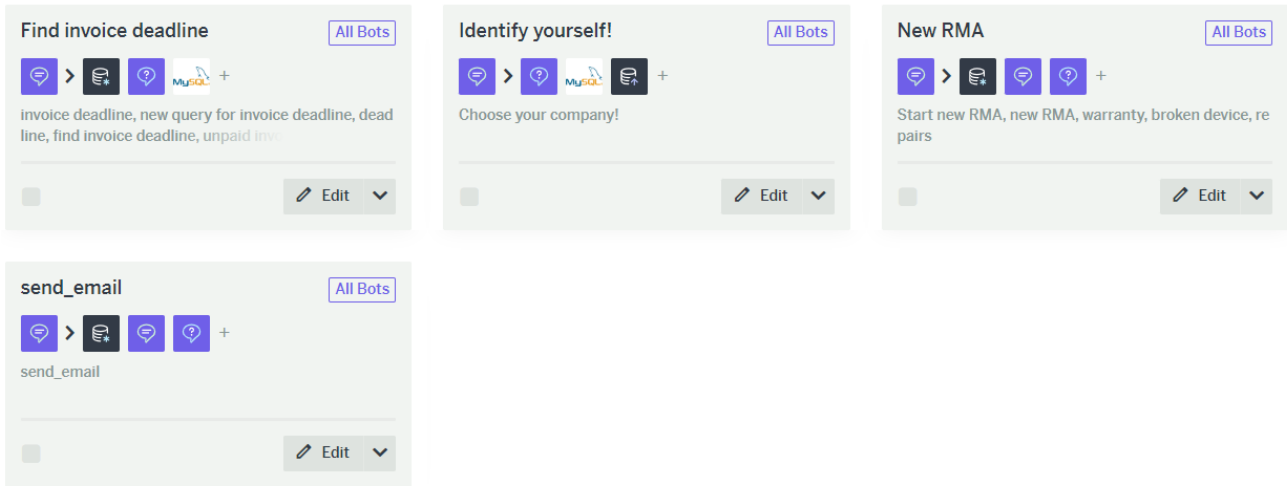 Find invoice deadline
All Bots
MySQL
+
invoice deadline, new query for invoice deadline, dead
line, find invoice deadline, unpaid invo
Edit
Identify yourself!
All Bots
MySQL
+
Choose your company!
Edit
New RMA
All Bots
+
Start new RMA, new RMA, warranty, broken device, re
pairs
Edit
send_email
All Bots
+
send_email
Edit